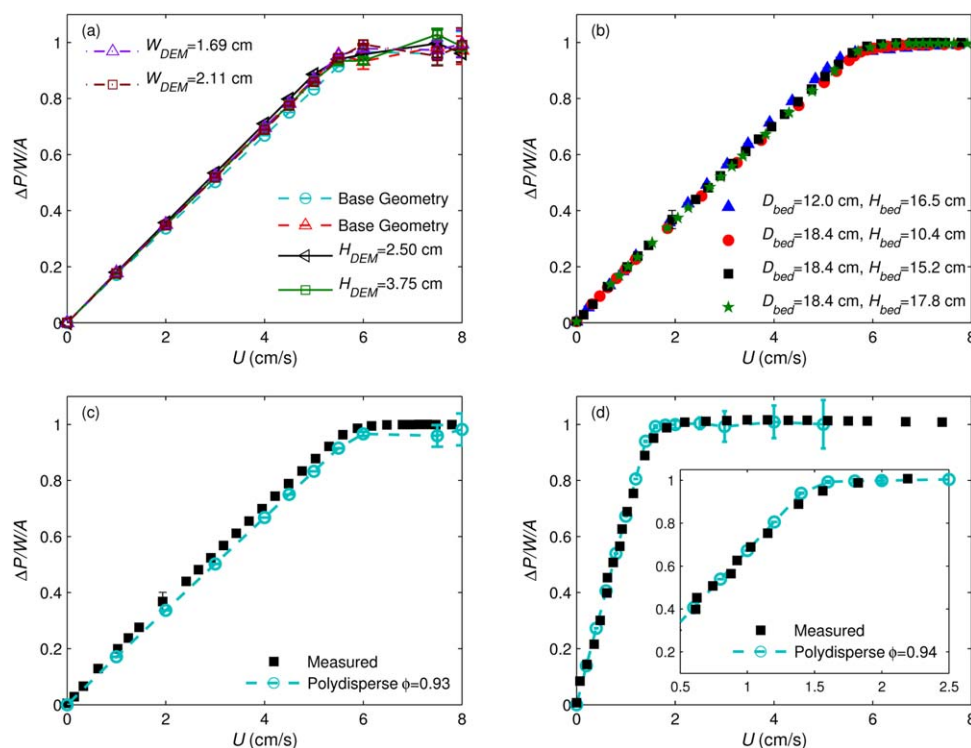 (a)
W_DEM=1.69 cm
W_DEM=2.11 cm
Base Geometry
Base Geometry
H_DEM=2.50 cm
H_DEM=3.75 cm
1
0.8
0.6
0.4
0.2
0
0 2 4 6 8
ΔP/W/A
U (cm/s)
(b)
D_bed=12.0 cm, H_bed=16.5 cm
D_bed=18.4 cm, H_bed=10.4 cm
D_bed=18.4 cm, H_bed=15.2 cm
D_bed=18.4 cm, H_bed=17.8 cm
1
0.8
0.6
0.4
0.2
0
0 2 4 6 8
ΔP/W/A
U (cm/s)
(c)
Measured
Polydisperse ϕ=0.93
1
0.8
0.6
0.4
0.2
0
0 2 4 6 8
ΔP/W/A
U (cm/s)
(d)
1
0.8
0.6
0.4
0.2
0.5 1 1.5 2 2.5
Measured
Polydisperse ϕ=0.94
1
0.8
0.6
0.4
0.2
0
0 2 4 6 8
ΔP/W/A
U (cm/s)